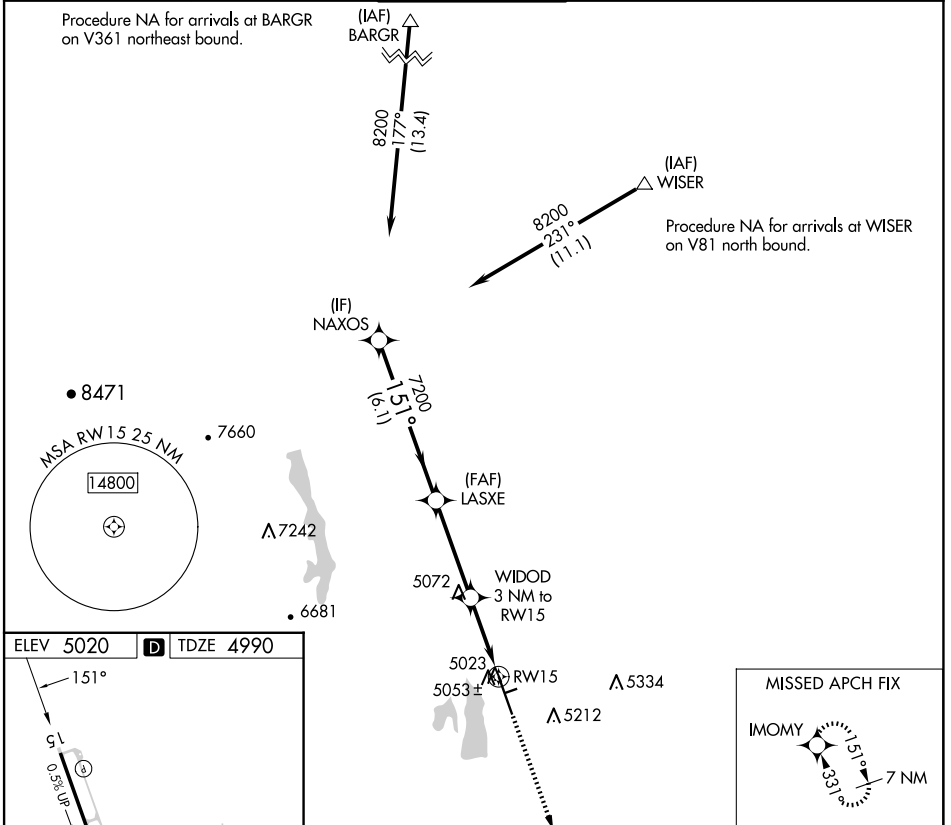 Procedure NA for arrivals at BARGR
on V361 northeast bound.
(IAF)
BARGR
8200
177°
(13.4)
(IAF)
WISER
8200
231°
(11.1)
Procedure NA for arrivals at WISER
on V81 north bound.
(IF)
NAXOS
7200
151°
(6.1)
8471
MSA RW15 25 NM
14800
7660
(FAF)
LASXE
7242
5072
WIDOD
3 NM to
RW15
6681
ELEV 5020 D TDZE 4990
151°
15
0.5% UP
P
5023
5053 ±
RW15
5334
5212
MISSED APCH FIX
IMOMY
151°
331°
7 NM